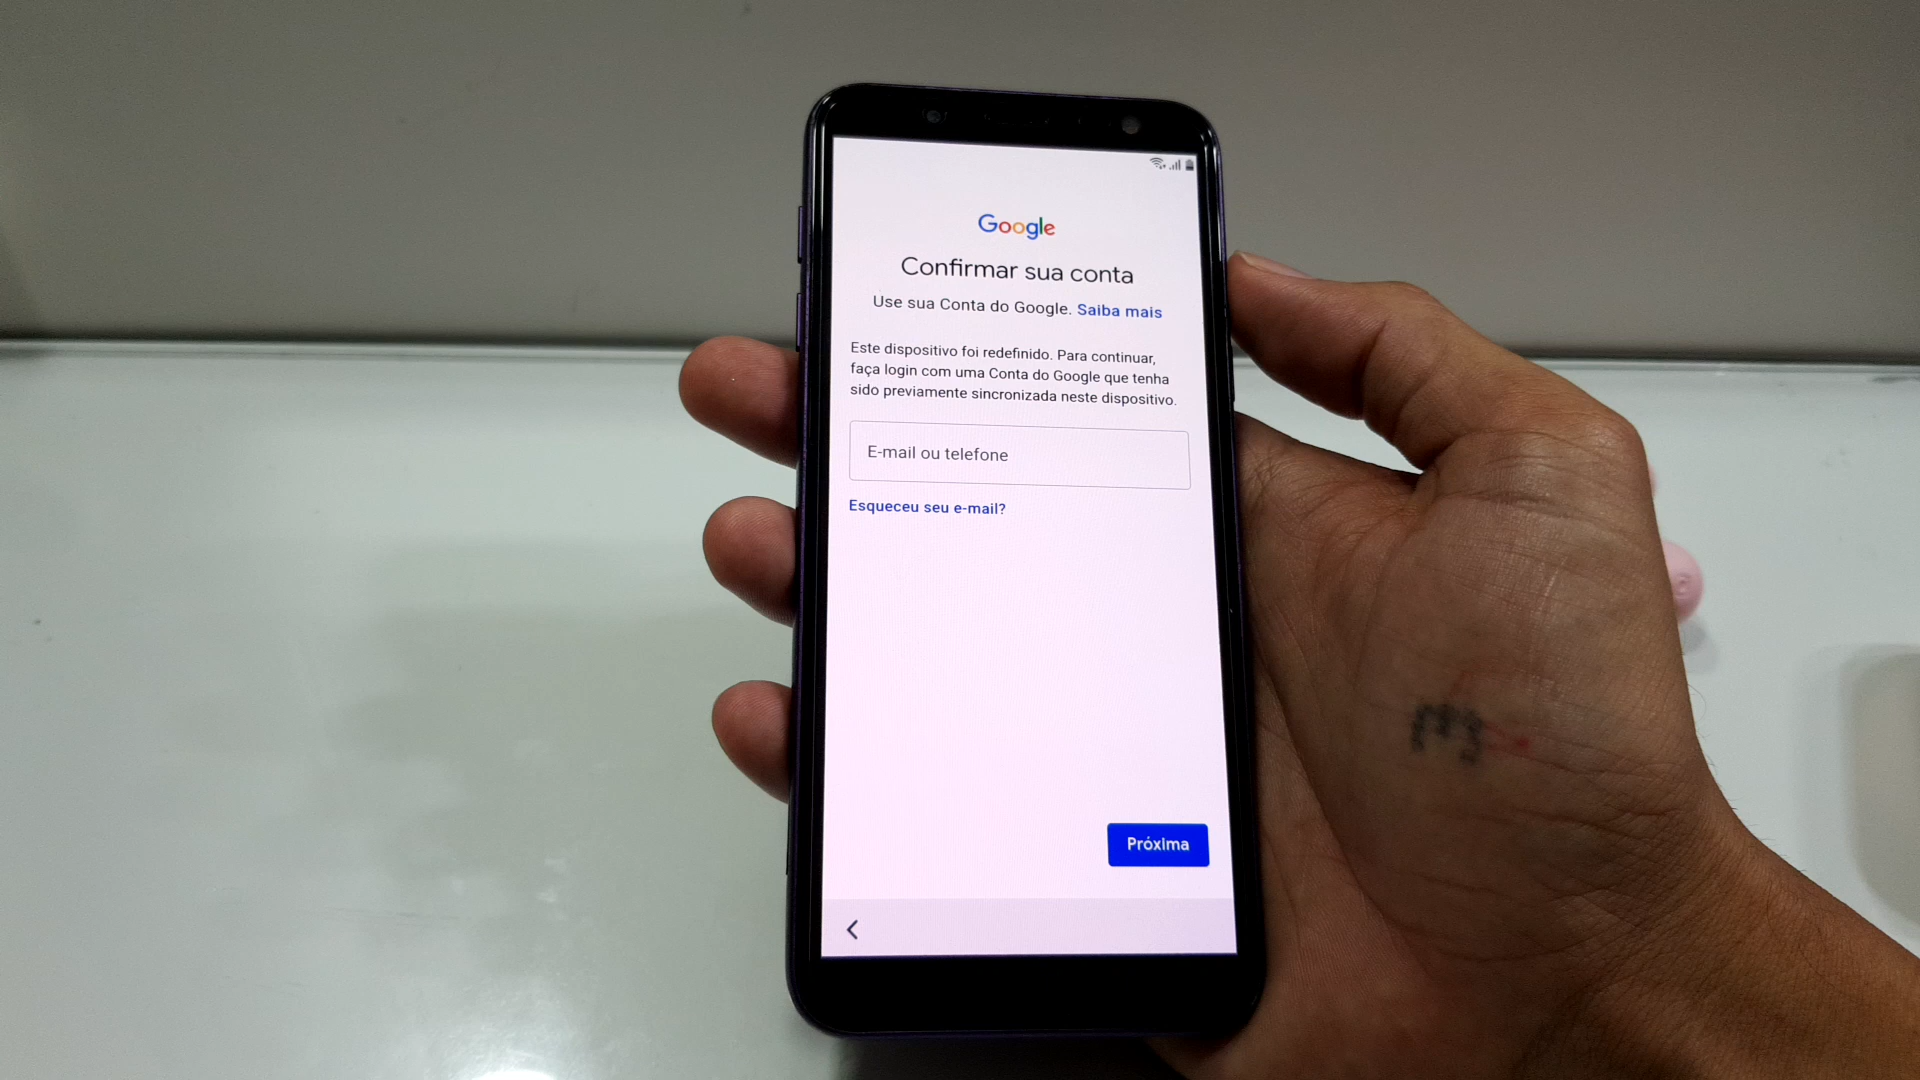 Google
Confirmar sua conta
Use sua Conta do Google. Saiba mais
Este dispositivo foi redefinido. Para continuar,
faça login com uma Conta do Google que tenha
sido previamente sincronizada neste dispositivo.
E-mail ou telefone
Esqueceu seu e-mail?
Próxima